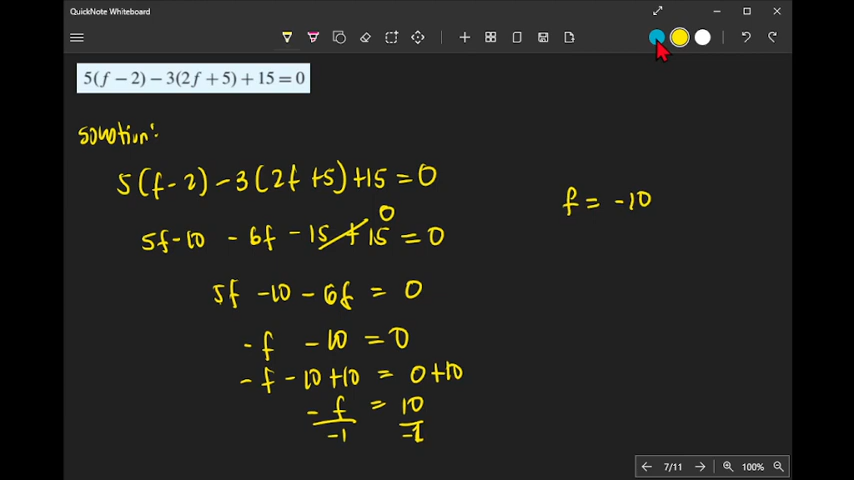 QuickNote Whiteboard
5(f − 2) − 3(2f + 5) + 15 = 0
solution:
5(f-2) -3(2f +5) +15 = 0
f = -10
0
5f-10 - 6f - 15 + 15 = 0
5f -10 - 6f = 0
-f -10 = 0
-f -10+10 = 0+10
-f = 10
-1 -1
7/11 100%